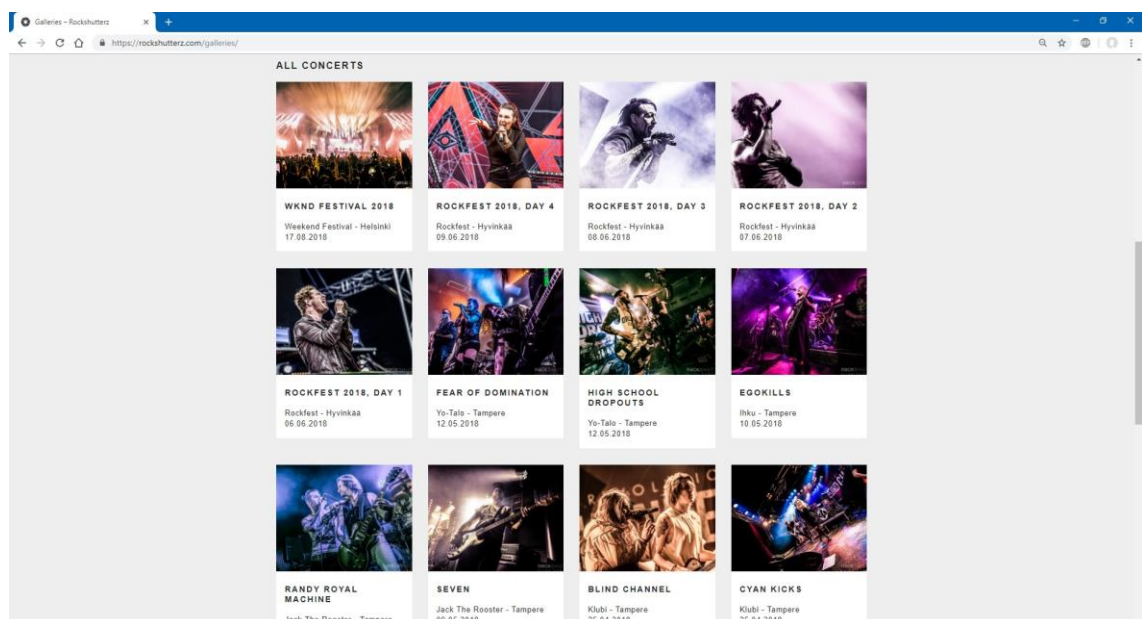 Galleries – Rockshutterz
https://rockshutterz.com/galleries/
ALL CONCERTS
WKND FESTIVAL 2018
Weekend Festival - Helsinki
17.08.2018
ROCKFEST 2018, DAY 4
Rockfest - Hyvinkää
09.06.2018
ROCKFEST 2018, DAY 3
Rockfest - Hyvinkää
08.06.2018
ROCKFEST 2018, DAY 2
Rockfest - Hyvinkää
07.06.2018
ROCKFEST 2018, DAY 1
Rockfest - Hyvinkää
06.06.2018
FEAR OF DOMINATION
Yo-Talo - Tampere
12.05.2018
HIGH SCHOOL
DROPOUTS
Yo-Talo - Tampere
12.05.2018
EGOKILLS
Ihku - Tampere
10.05.2018
RANDY ROYAL
MACHINE
Jack The Rooster - Tampere
SEVEN
Jack The Rooster - Tampere
BLIND CHANNEL
Klubi - Tampere
CYAN KICKS
Klubi - Tampere